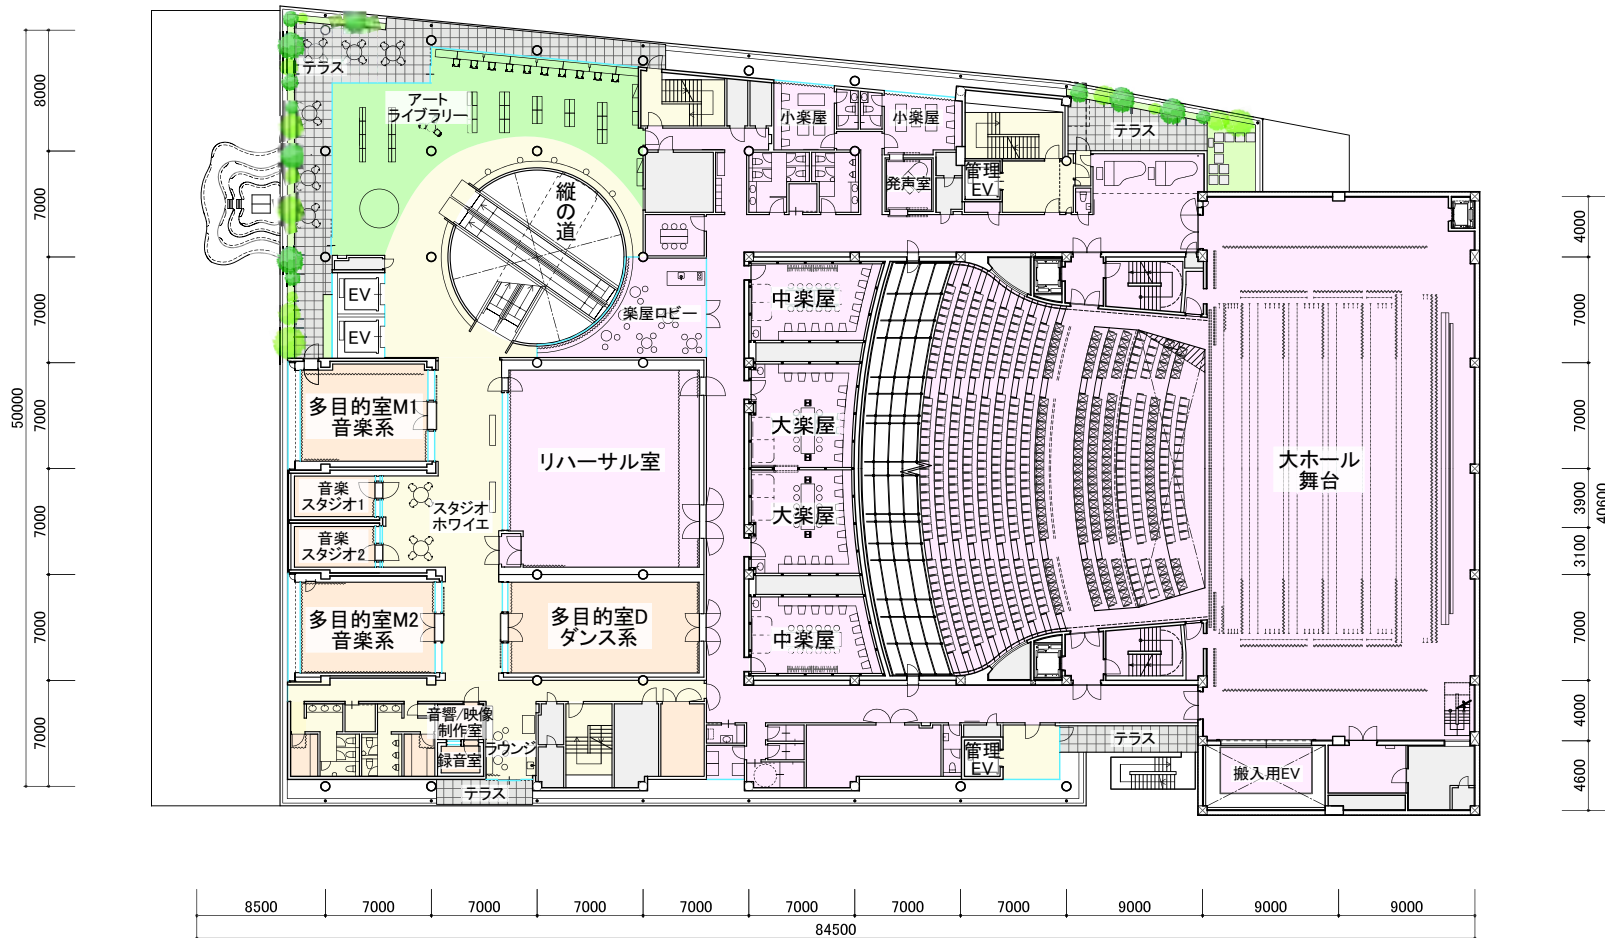 テラス
アート
ライブラリー
小楽屋
小楽屋
テラス
縦の道
発声室
管理
EV
EV
EV
楽屋ロビー
中楽屋
多目的室M1
音楽系
大楽屋
リハーサル室
大ホール
舞台
音楽
スタジオ1
スタジオ
ホワイエ
大楽屋
音楽
スタジオ2
多目的室M2
音楽系
多目的室D
ダンス系
中楽屋
音響/映像
制作室
録音室
ラウンジ
テラス
管理
EV
テラス
搬入用EV
50000
8000
7000
7000
7000
7000
7000
7000
4000
7000
7000
3900
3100
7000
4000
4600
40600
8500
7000
7000
7000
7000
7000
7000
7000
9000
9000
9000
84500